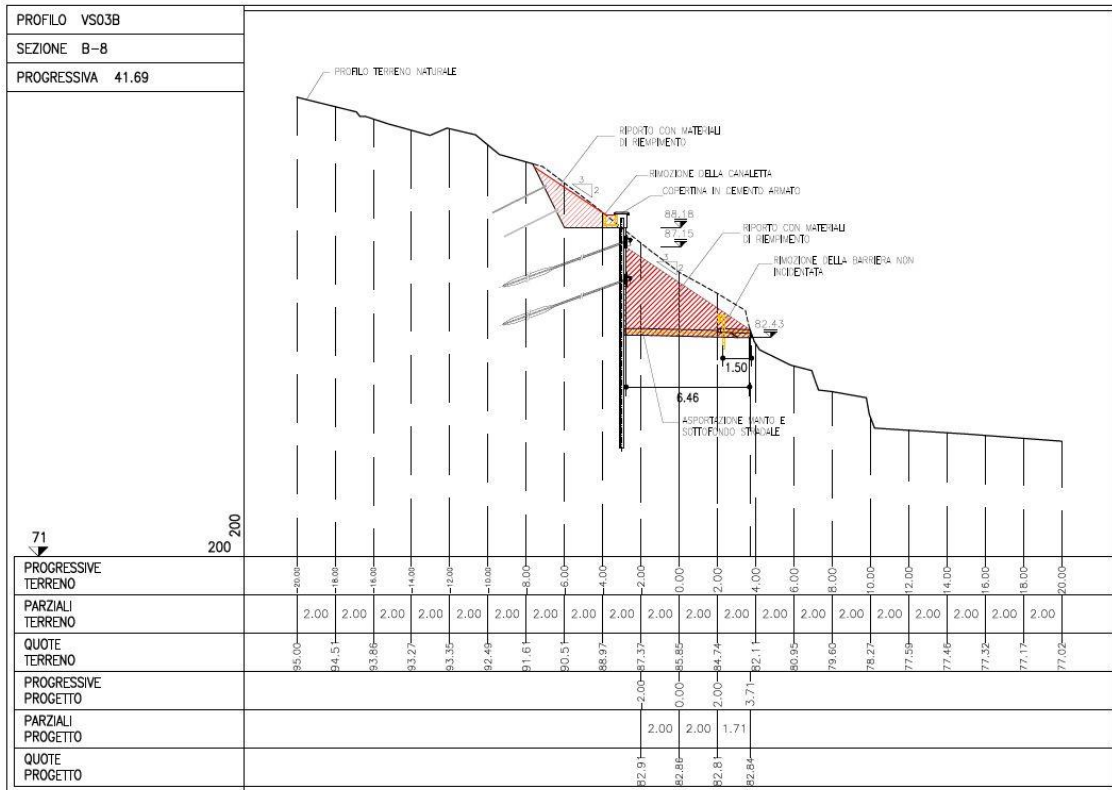 PROFILO VS03B
SEZIONE B-8
PROGRESSIVA 41.69
PROFILO TERRENO NATURALE
RIPORTO CON MATERIALI
DI RIEMPIMENTO
3
2
RIMOZIONE DELLA CANALETTA
COPERTINA IN CEMENTO ARMATO
88.18
87.15
RIPORTO CON MATERIALI
DI RIEMPIMENTO
3
2
RIMOZIONE DELLA BARRIERA NON
INCIDENTATA
82.43
1.50
6.46
ASPORTAZIONE MANTO E
SOTTOFONDO STRADALE
71
200
200
PROGRESSIVE
TERRENO
-20.00 -18.00 -16.00 -14.00 -12.00 -10.00 -8.00 -6.00 -4.00 -2.00 0.00 2.00 4.00 6.00 8.00 10.00 12.00 14.00 16.00 18.00 20.00
PARZIALI
TERRENO
2.00 2.00 2.00 2.00 2.00 2.00 2.00 2.00 2.00 2.00 2.00 2.00 2.00 2.00 2.00 2.00 2.00 2.00 2.00 2.00
QUOTE
TERRENO
95.00 94.51 93.86 93.27 93.35 92.49 91.61 90.51 88.97 87.37 85.85 84.74 82.11 80.95 79.60 78.27 77.59 77.46 77.32 77.17 77.02
PROGRESSIVE
PROGETTO
-2.00 0.00 2.00 3.71
PARZIALI
PROGETTO
2.00 2.00 1.71
QUOTE
PROGETTO
82.91 82.86 82.81 82.84